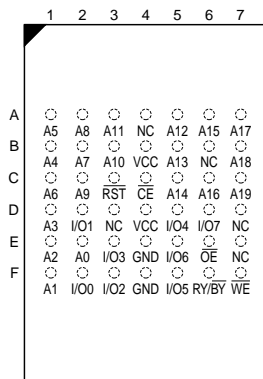 1 2 3 4 5 6 7
A
A5 A8 A11 NC A12 A15 A17
B
A4 A7 A10 VCC A13 NC A18
C
A6 A9 RST CE A14 A16 A19
D
A3 I/O1 NC VCC I/O4 I/O7 NC
E
A2 A0 I/O3 GND I/O6 OE NC
F
A1 I/O0 I/O2 GND I/O5 RY/BY WE